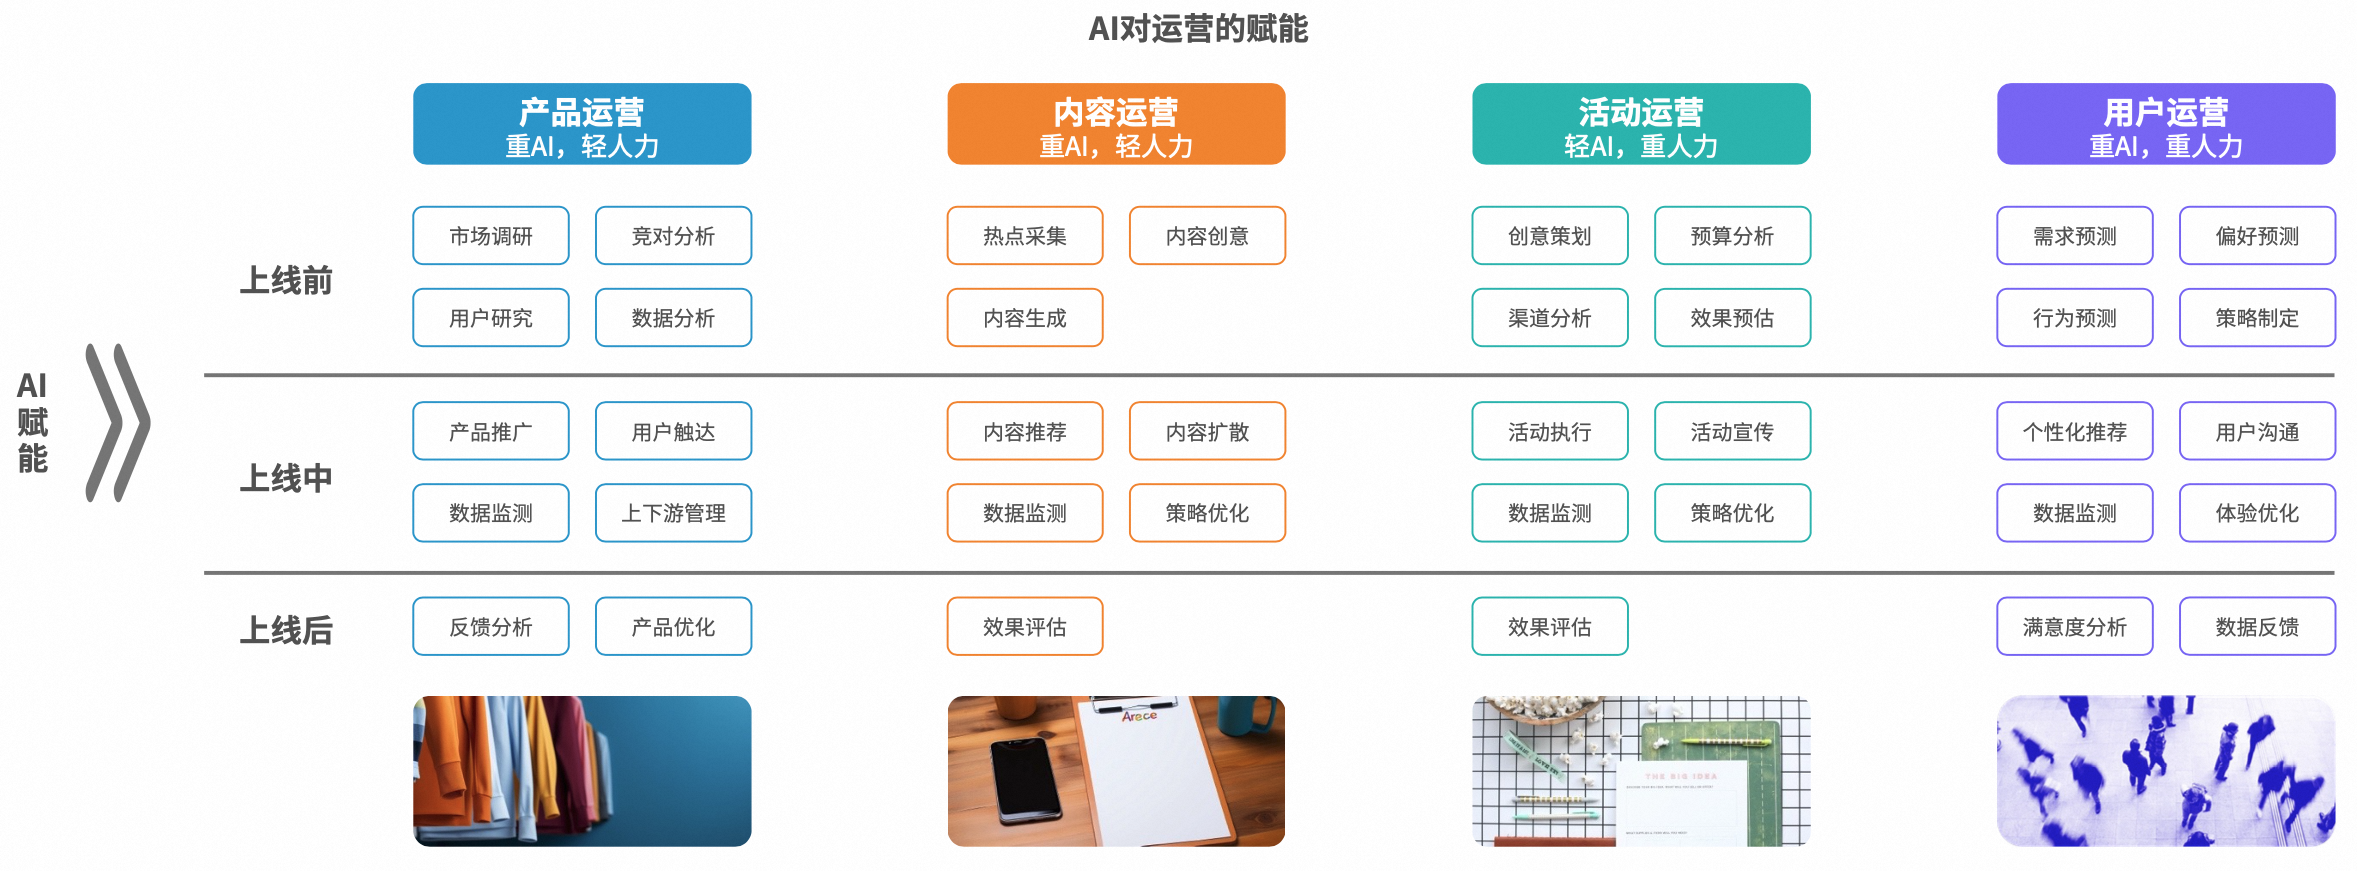 AI对运营的赋能
产品运营
重AI，轻人力
内容运营
重AI，轻人力
活动运营
轻AI，重人力
用户运营
重AI，重人力
AI
赋
能
上线前
市场调研
竞对分析
热点采集
内容创意
创意策划
预算分析
需求预测
偏好预测
用户研究
数据分析
内容生成
渠道分析
效果预估
行为预测
策略制定
上线中
产品推广
用户触达
内容推荐
内容扩散
活动执行
活动宣传
个性化推荐
用户沟通
数据监测
上下游管理
数据监测
策略优化
数据监测
策略优化
数据监测
体验优化
上线后
反馈分析
产品优化
效果评估
效果评估
满意度分析
数据反馈
Arece
THE BIG IDEA